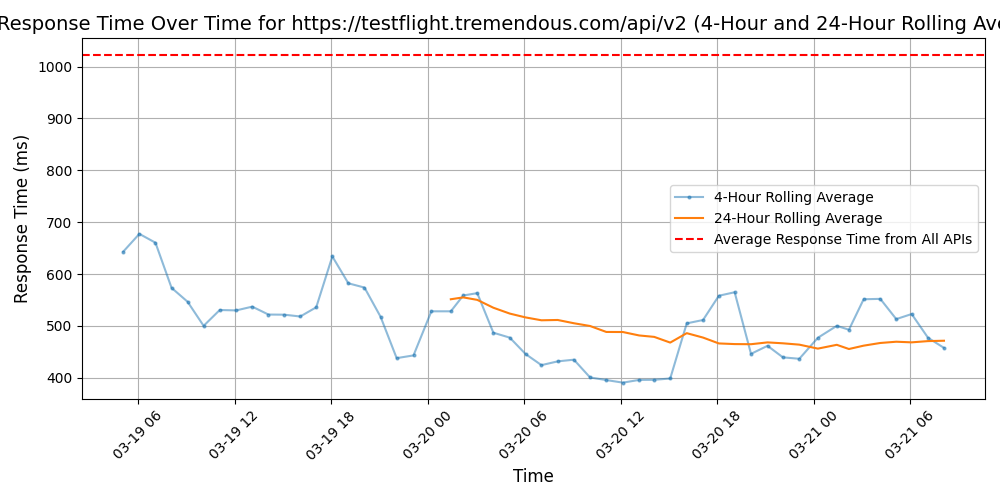 Response Time Over Time for https://testflight.tremendous.com/api/v2 (4-Hour and 24-Hour Rolling Ave
Response Time (ms)
1000
900
800
700
600
500
400
4-Hour Rolling Average
24-Hour Rolling Average
Average Response Time from All APIs
03-19 06
03-19 12
03-19 18
03-20 00
03-20 06
03-20 12
03-20 18
03-21 00
03-21 06
Time